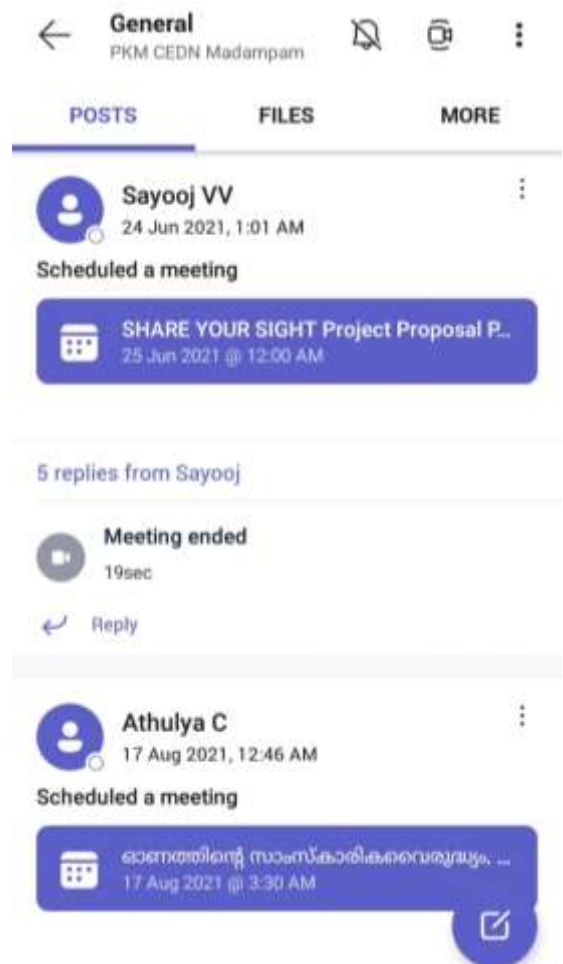 General
PKM CEDN Madampam
POSTS FILES MORE
Sayooj VV
24 Jun 2021, 1:01 AM
Scheduled a meeting
SHARE YOUR SIGHT Project Proposal P...
25 Jun 2021 @ 12:00 AM
5 replies from Sayooj
Meeting ended
19sec
Reply
Athulya C
17 Aug 2021, 12:46 AM
Scheduled a meeting
ഓണത്തിന്റെ സാംസ്കാരികവൈരുദ്ധ്യം, ...
17 Aug 2021 @ 3:30 AM